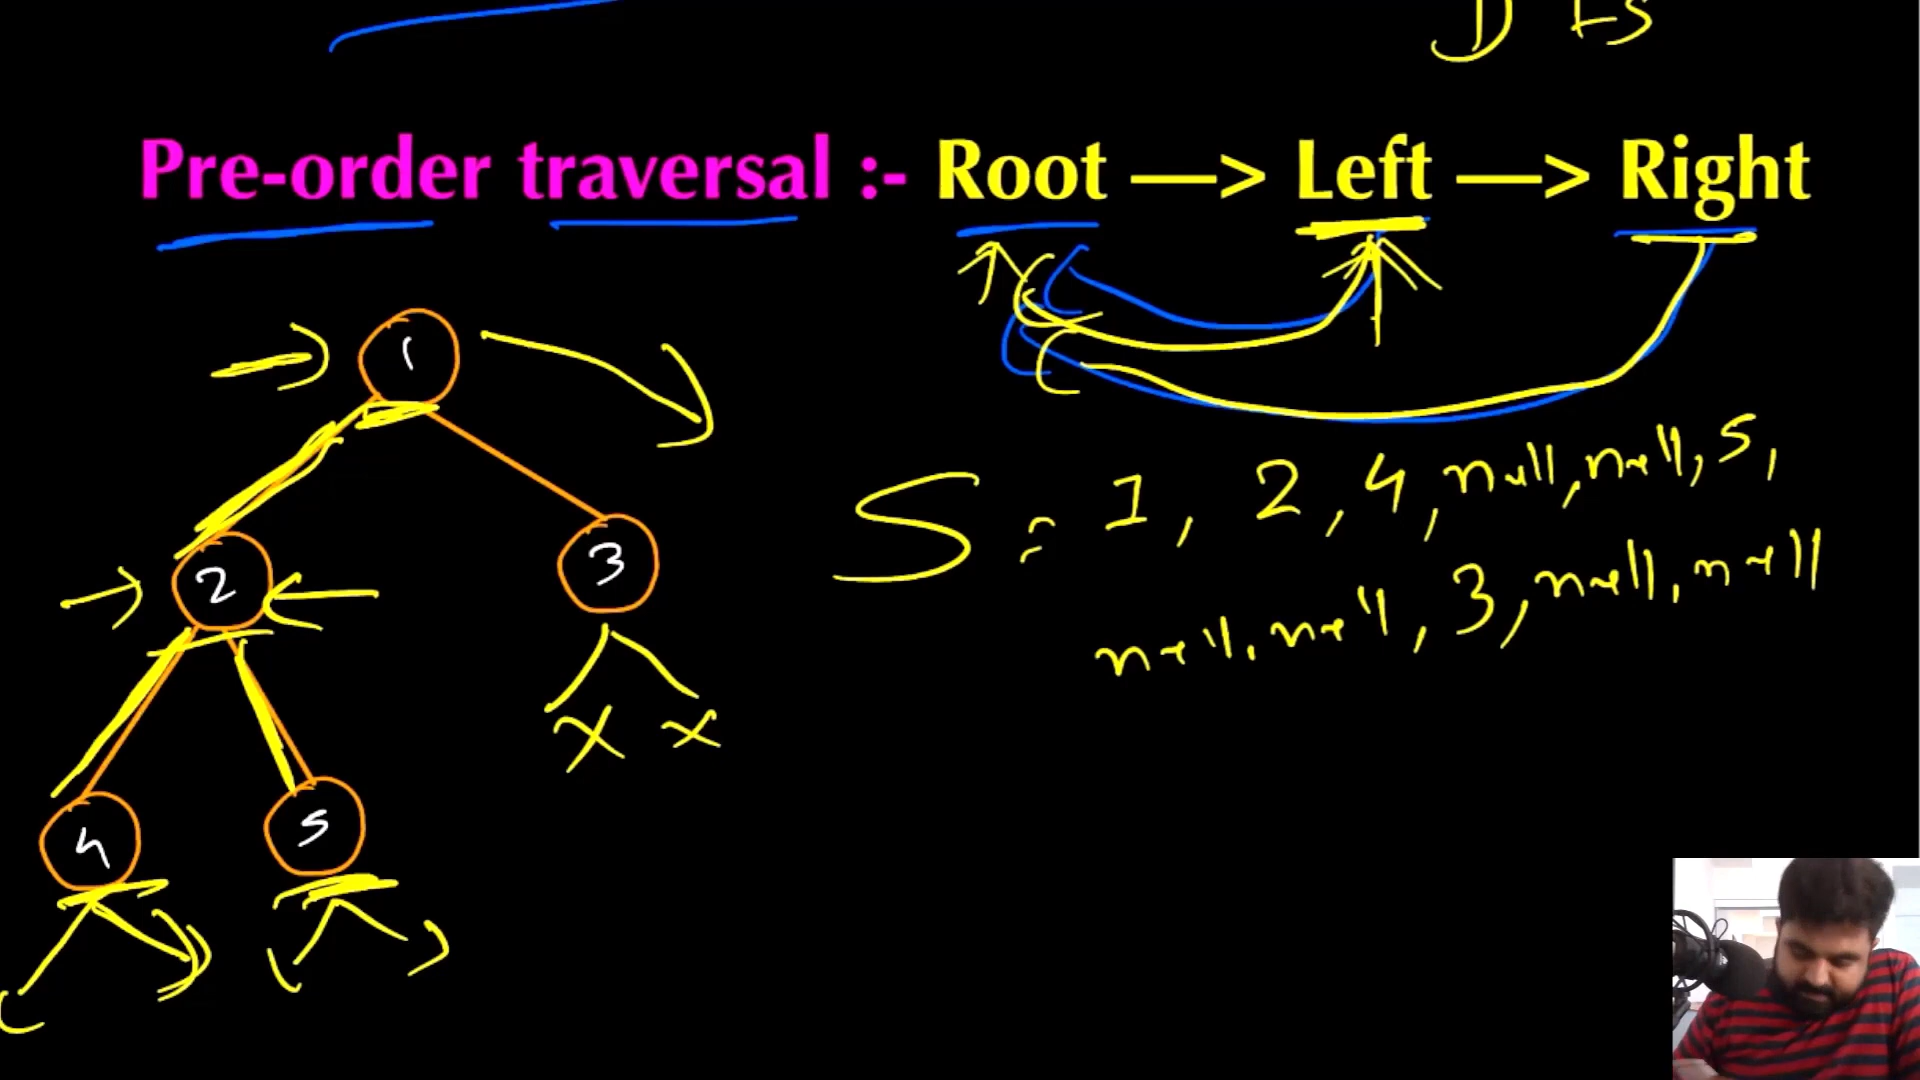 DFS
Pre-order traversal :- Root —> Left —> Right
1
S = 1, 2, 4, null, null, 5,
null, null, 3, null, null
2 3
x x
4 5